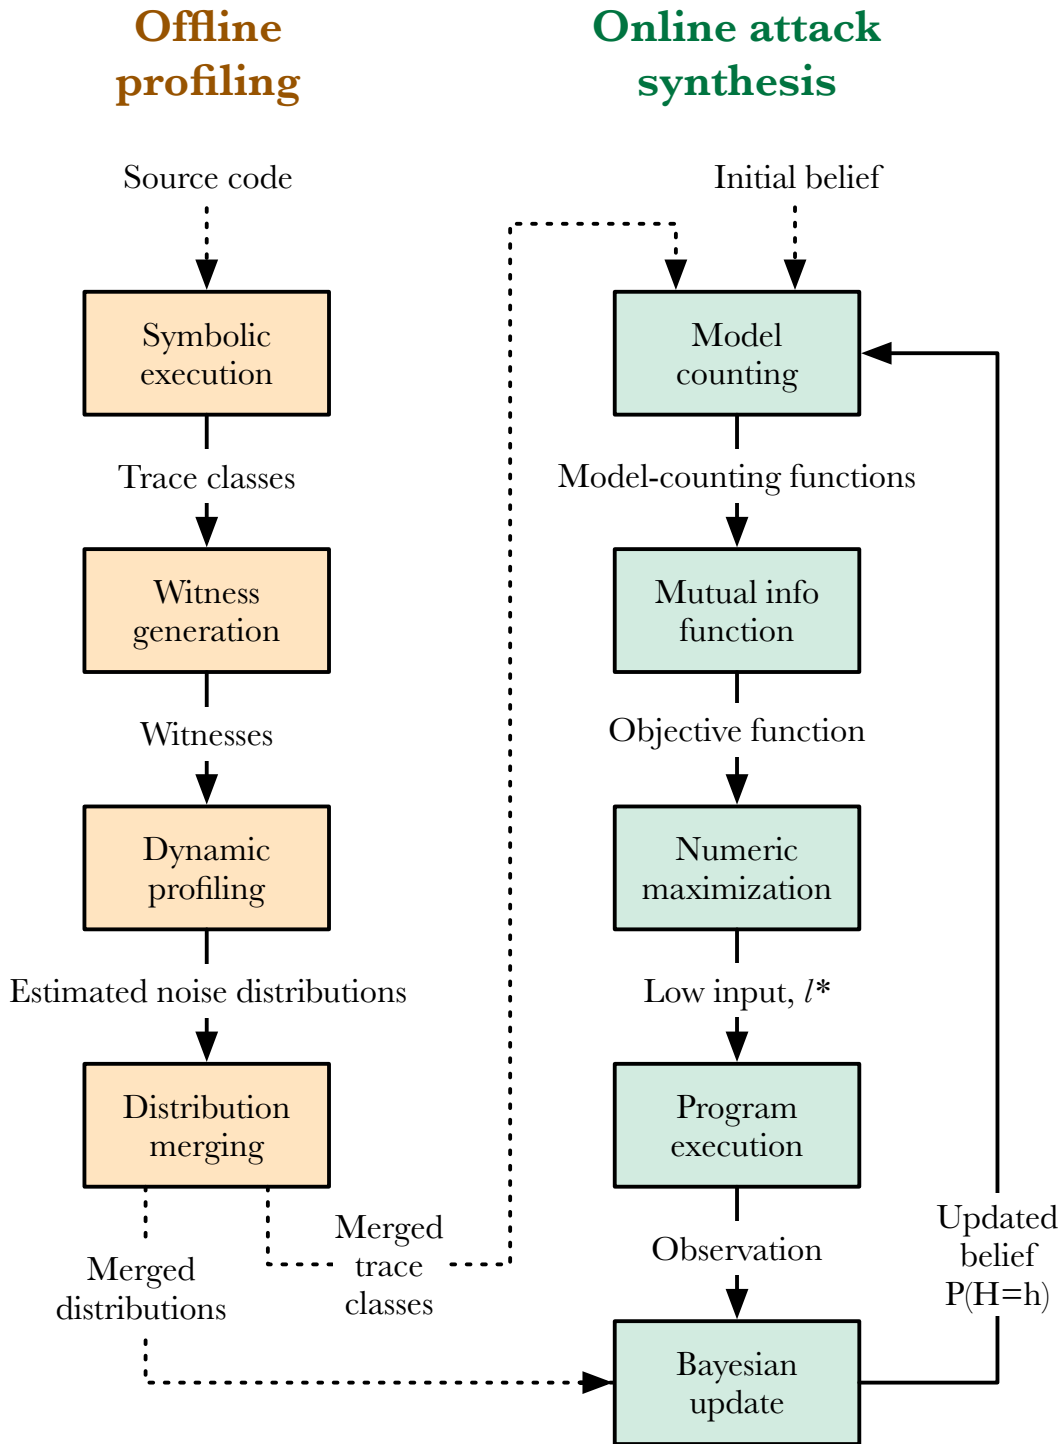 Offline
profiling
Online attack
synthesis
Source code
Symbolic
execution
Trace classes
Witness
generation
Witnesses
Dynamic
profiling
Estimated noise distributions
Distribution
merging
Merged
distributions
Merged
trace
classes
Initial belief
Model
counting
Model-counting functions
Mutual info
function
Objective function
Numeric
maximization
Low input, l*
Program
execution
Observation
Bayesian
update
Updated
belief
P(H=h)